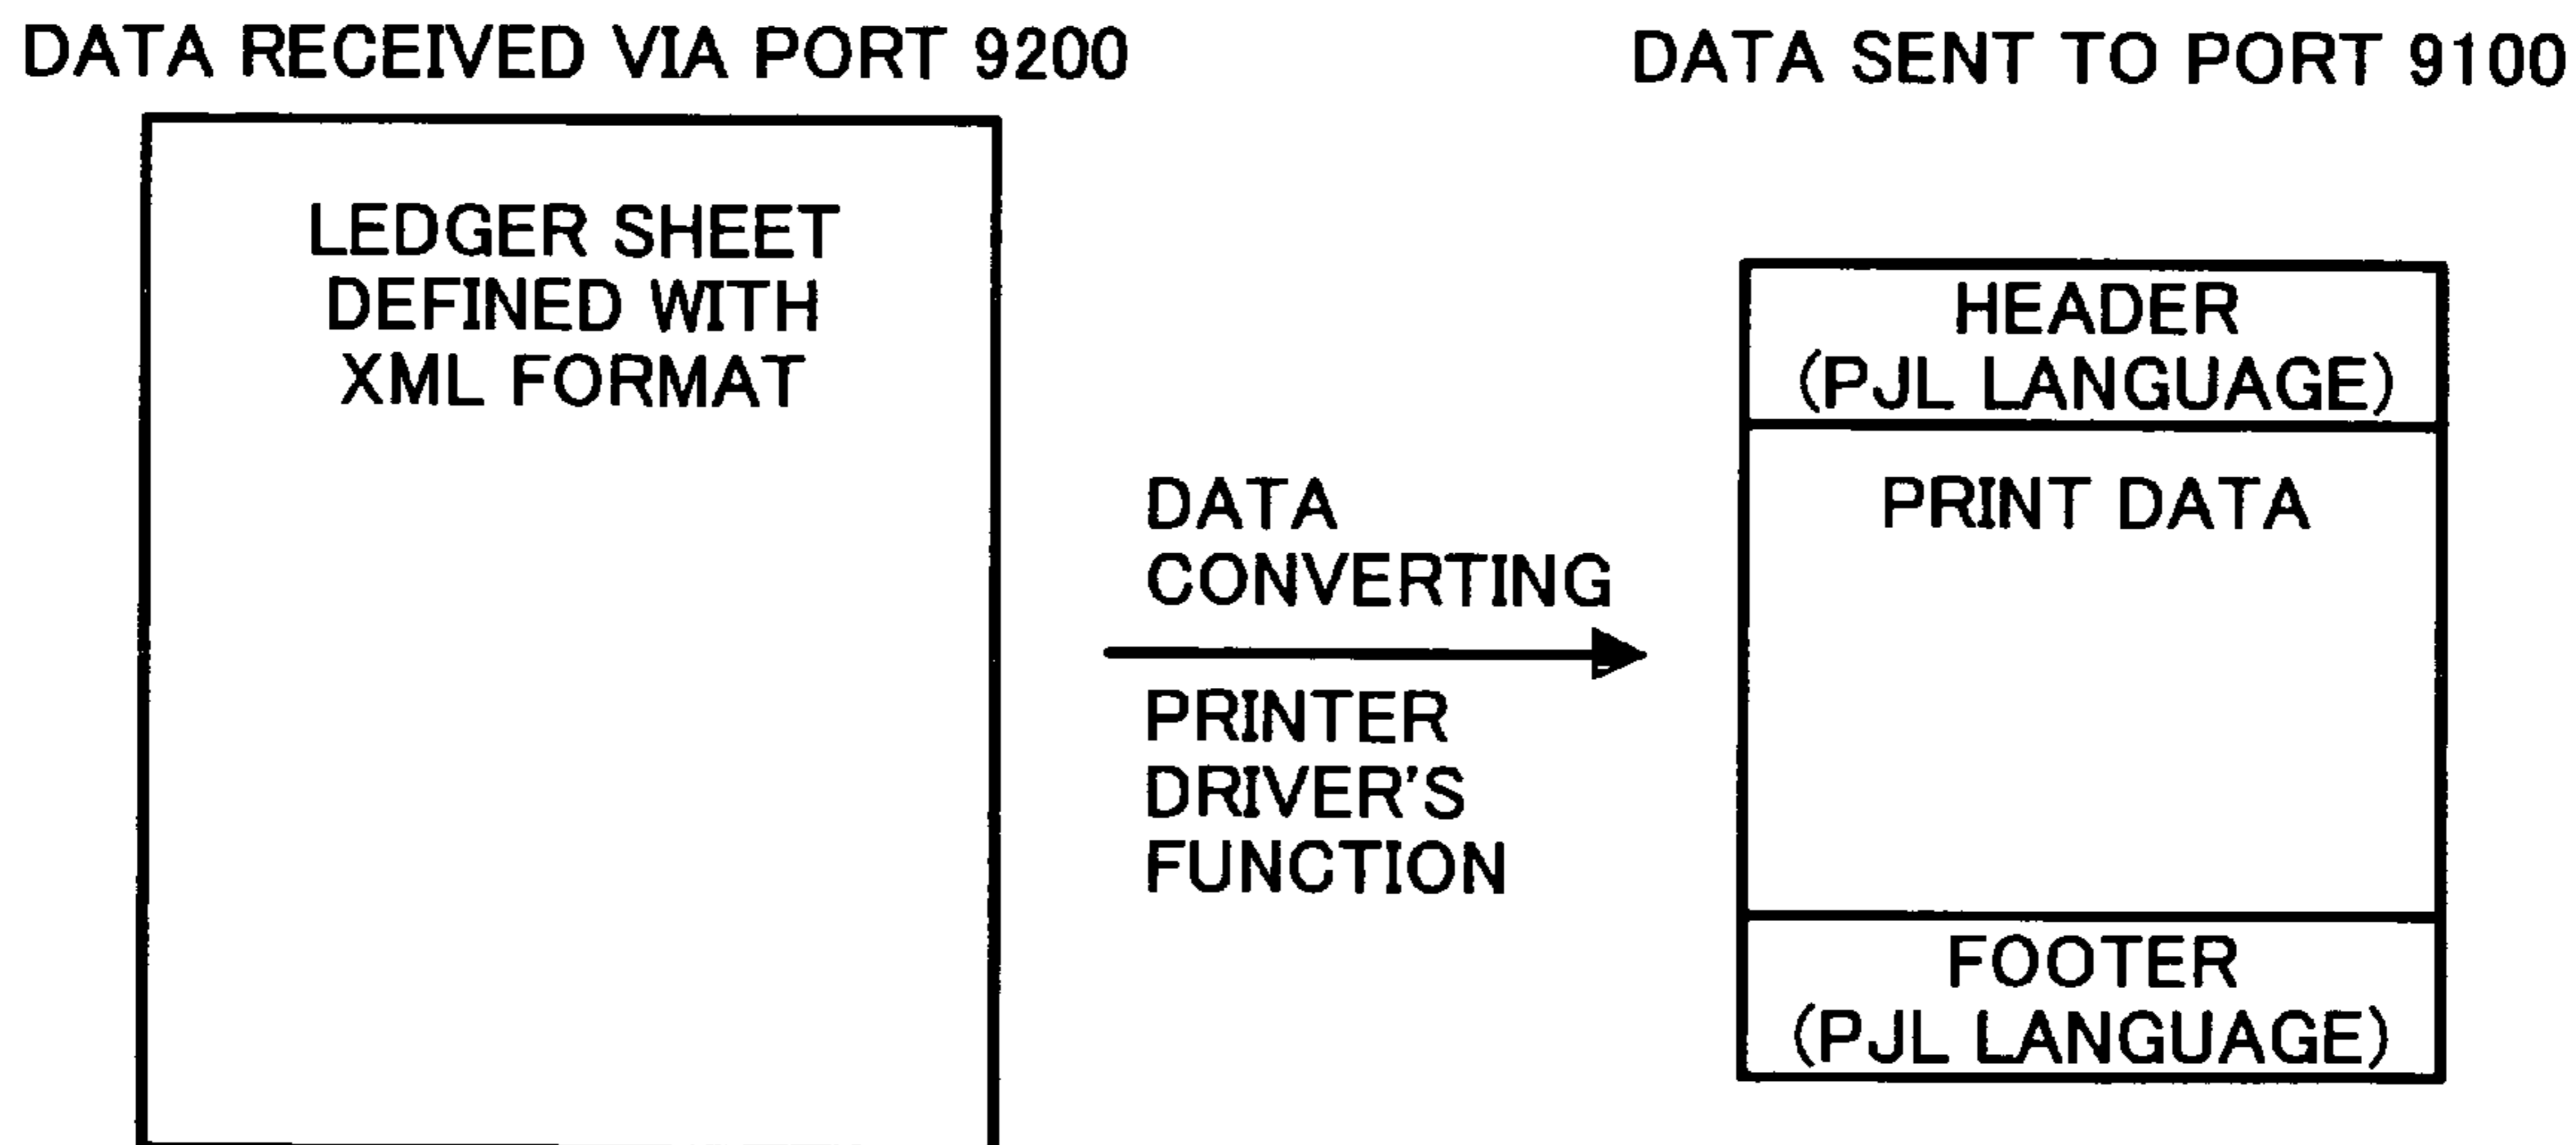 DATA RECEIVED VIA PORT 9200
LEDGER SHEET
DEFINED WITH
XML FORMAT
DATA
CONVERTING
PRINTER
DRIVER'S
FUNCTION
DATA SENT TO PORT 9100
HEADER
(PJL LANGUAGE)
PRINT DATA
FOOTER
(PJL LANGUAGE)